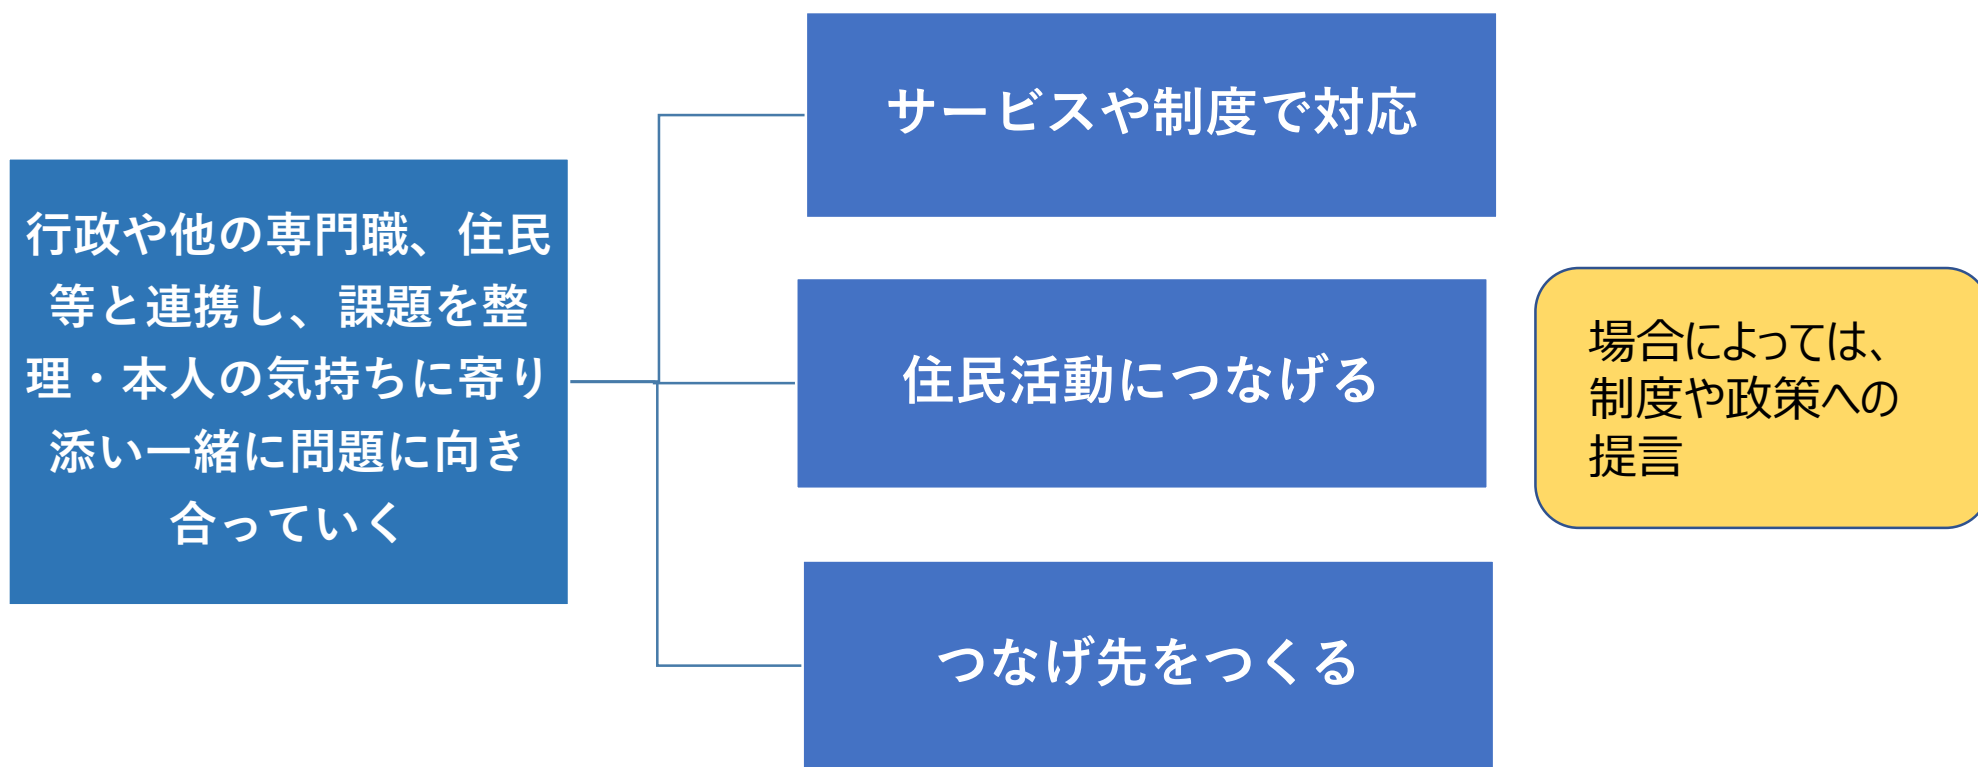 行政や他の専門職、住民
等と連携し、課題を整
理・本人の気持ちに寄り
添い一緒に問題に向き
合っていく
サービスや制度で対応
住民活動につなげる
つなげ先をつくる
場合によっては、
制度や政策への
提言